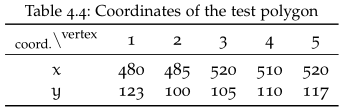 Table 4.4: Coordinates of the test polygon
coord.\vertex 1 2 3 4 5
x 480 485 520 510 520
y 123 100 105 110 117